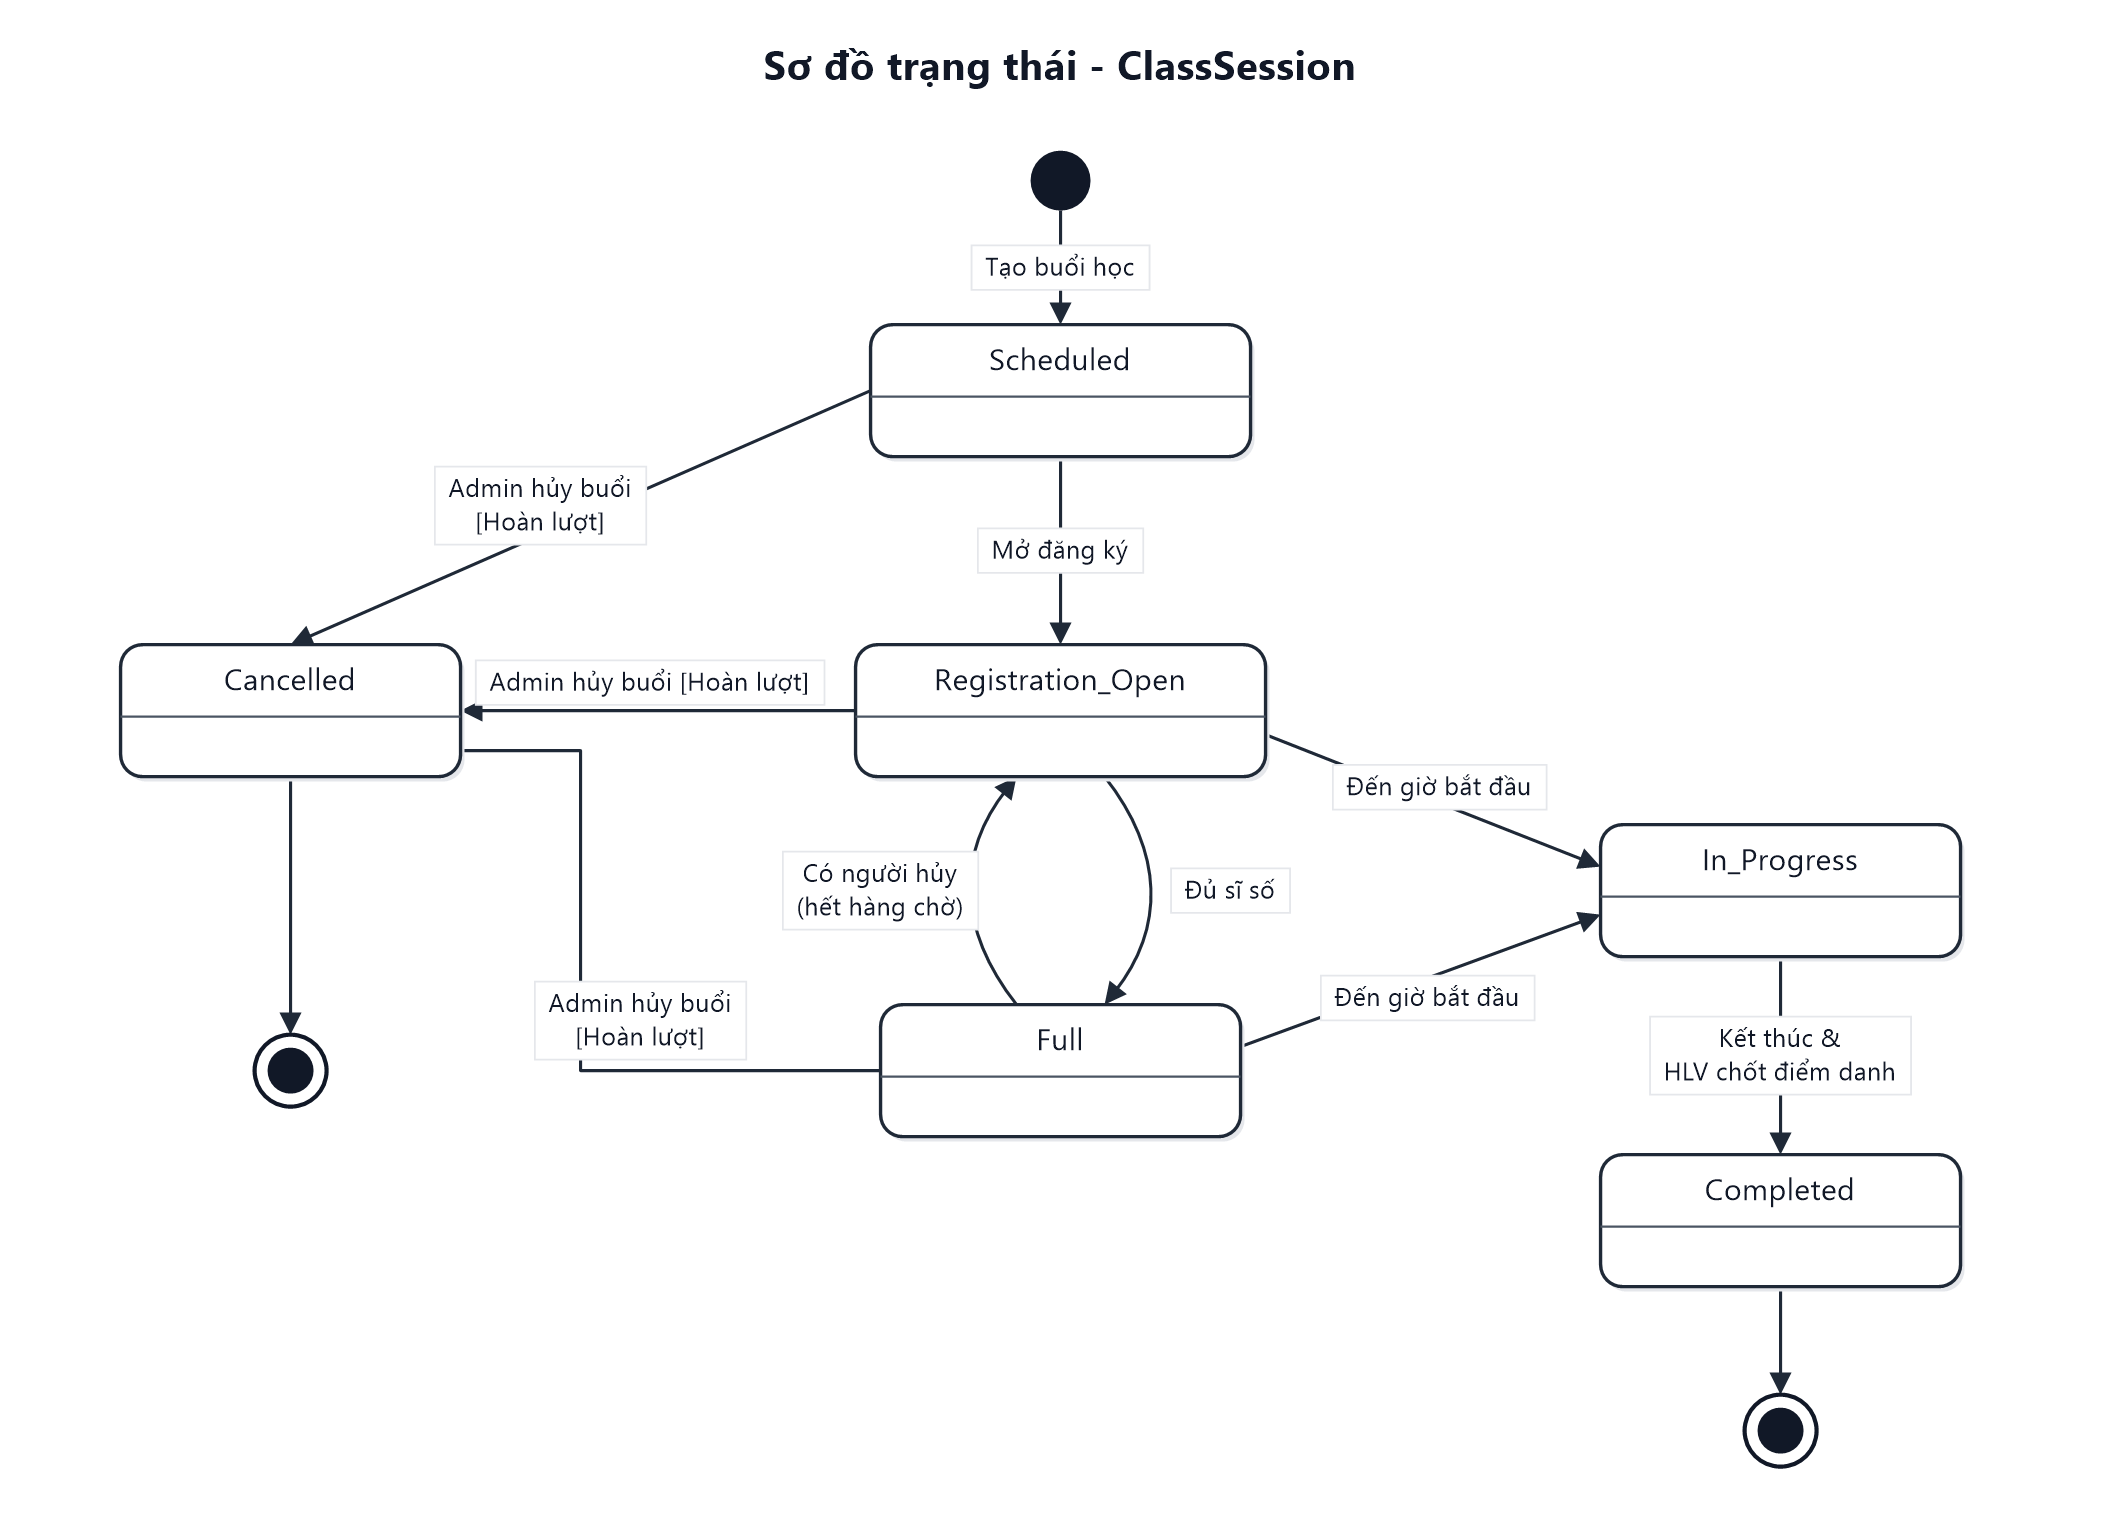 Sơ đồ trạng thái - ClassSession
Tạo buổi học
Scheduled
Admin hủy buổi
[Hoàn lượt]
Mở đăng ký
Cancelled
Admin hủy buổi [Hoàn lượt]
Registration_Open
Đến giờ bắt đầu
In_Progress
Có người hủy
(hết hàng chờ)
Đủ sĩ số
Admin hủy buổi
[Hoàn lượt]
Full
Đến giờ bắt đầu
Kết thúc &
HLV chốt điểm danh
Completed